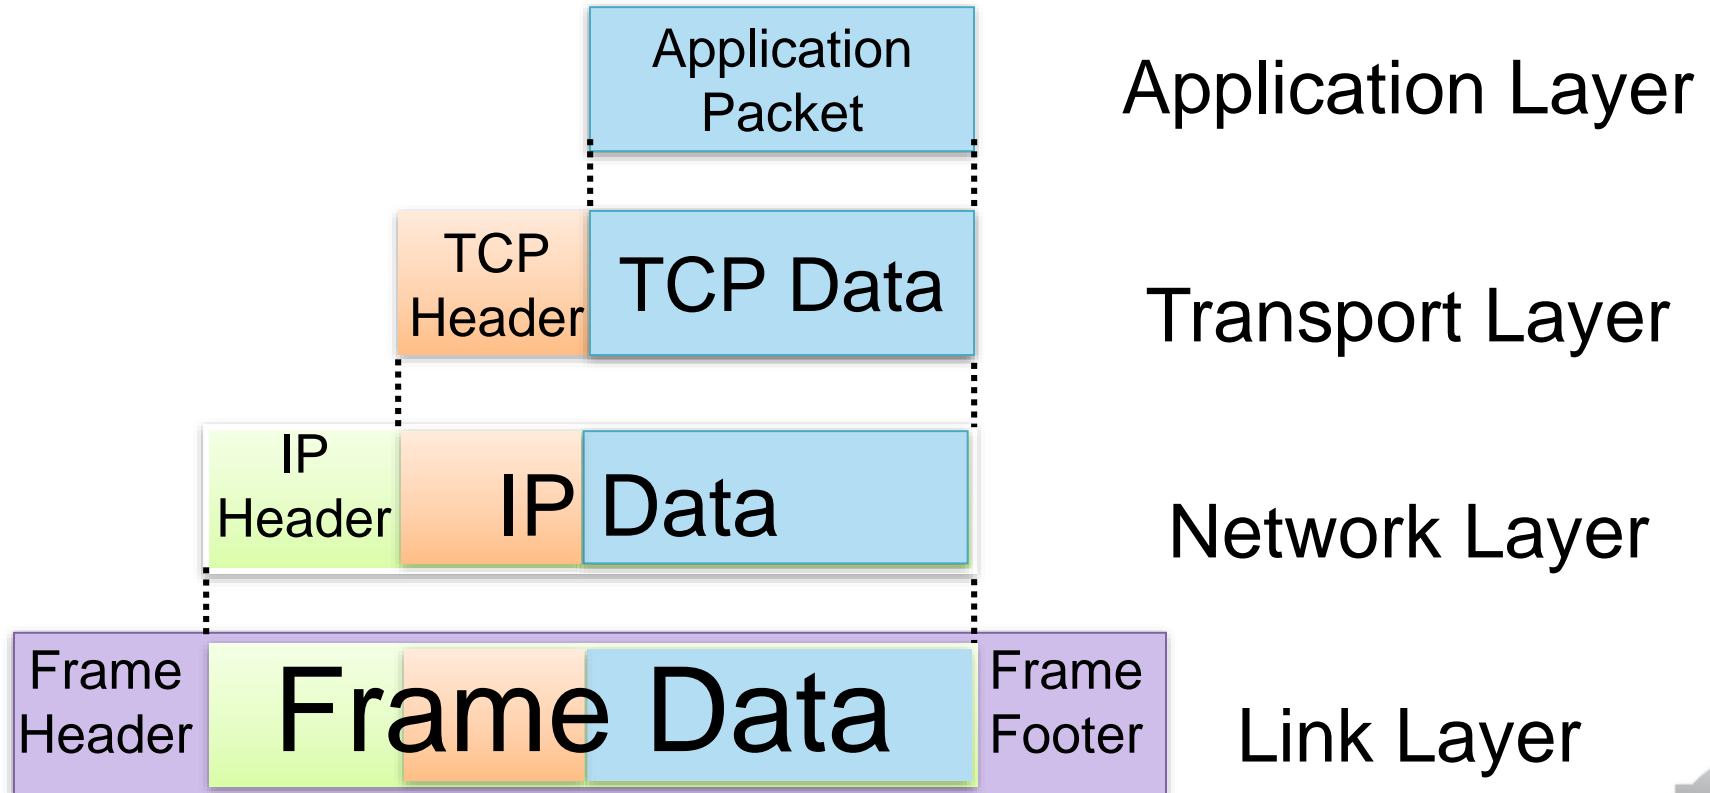 Application
Packet
Application Layer
TCP
Header
TCP Data
Transport Layer
IP
Header
IP Data
Network Layer
Frame
Header
Frame Data
Frame
Footer
Link Layer